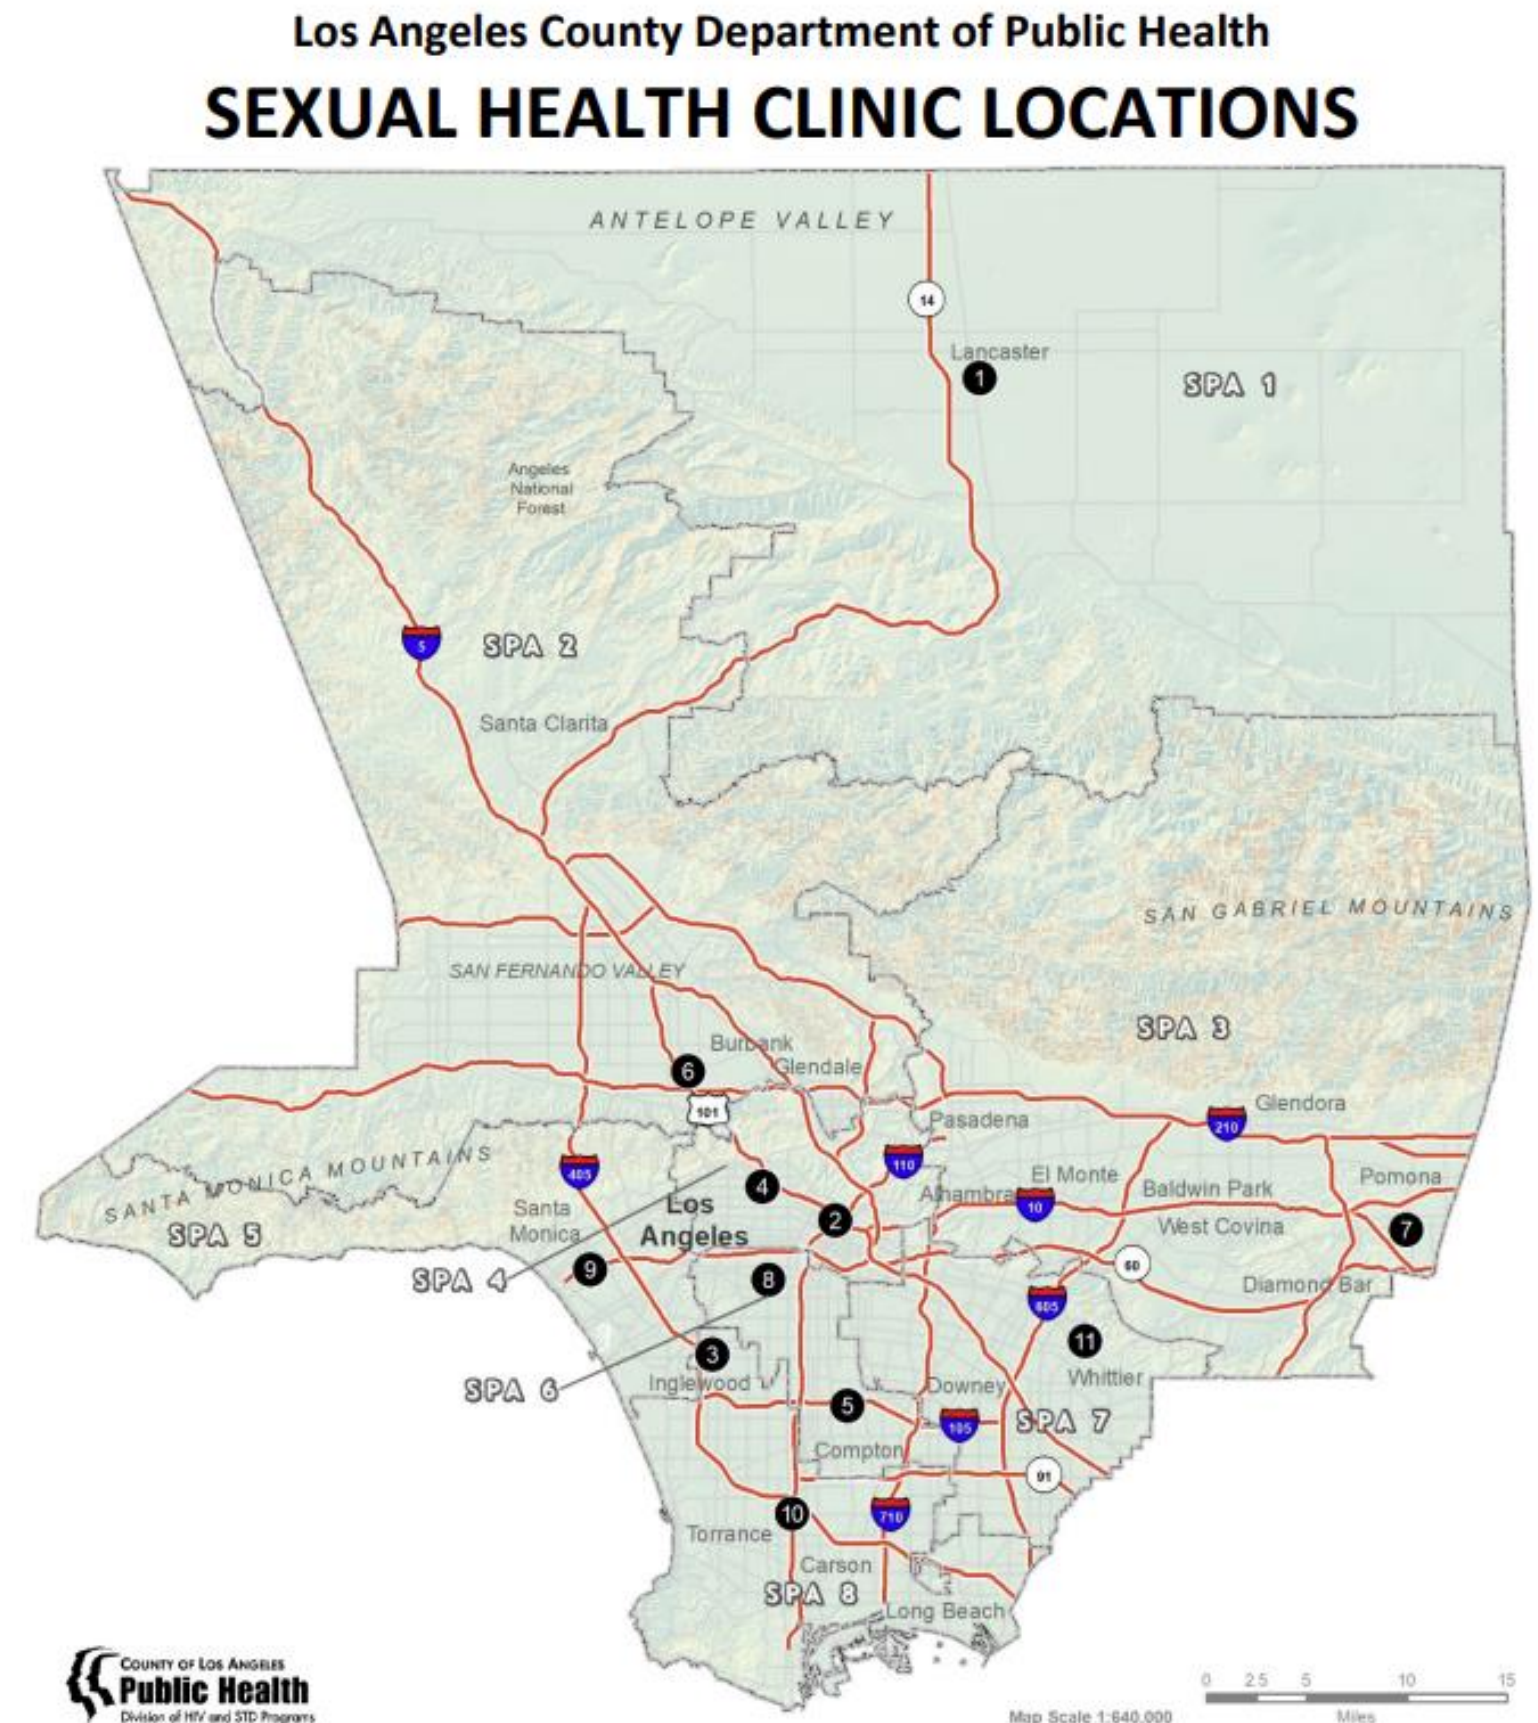 Los Angeles County Department of Public Health
SEXUAL HEALTH CLINIC LOCATIONS
ANTELOPE VALLEY
14
Lancaster
1
SPA 1
Angeles
National
Forest
5
SPA 2
Santa Clarita
SAN GABRIEL MOUNTAINS
SAN FERNANDO VALLEY
SPA 3
Burbank
6
Glendale
101
Glendora
210
Pasadena
SANTA MONICA MOUNTAINS
405
110
El Monte
Pomona
4
Alhambra
10
Baldwin Park
Santa
Monica
Los
Angeles
2
West Covina
7
SPA 5
9
SPA 4
8
60
Diamond Bar
605
11
3
Whittier
Inglewood
SPA 6
Downey
5
105
SPA 7
Compton
91
10
710
Torrance
Carson
SPA 8
Long Beach
COUNTY OF LOS ANGELES
Public Health
Division of HIV and STD Programs
0 2.5 5 10 15
Miles
Map Scale 1:640,000